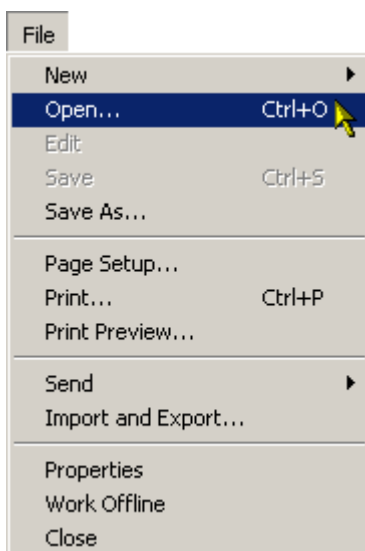 File
New
Open... Ctrl+O
Edit
Save Ctrl+S
Save As...
Page Setup...
Print... Ctrl+P
Print Preview...
Send
Import and Export...
Properties
Work Offline
Close